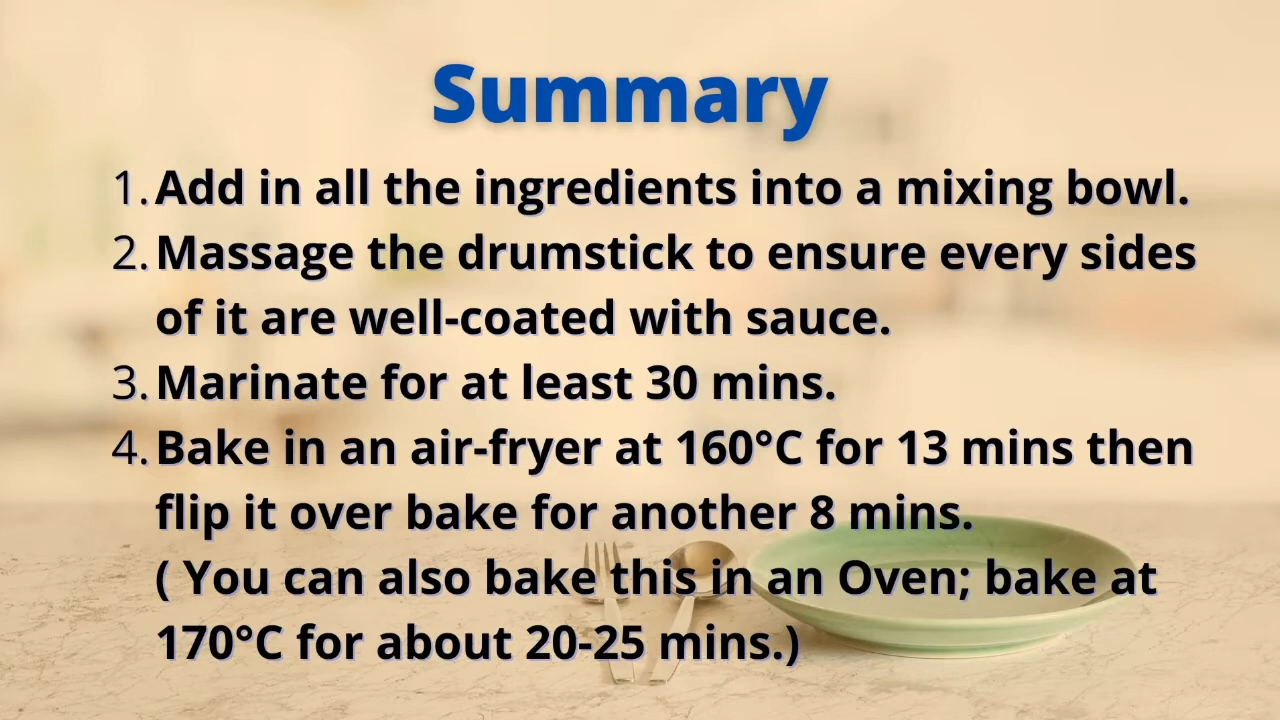 Summary
1. Add in all the ingredients into a mixing bowl.
2. Massage the drumstick to ensure every sides
of it are well-coated with sauce.
3. Marinate for at least 30 mins.
4. Bake in an air-fryer at 160°C for 13 mins then
flip it over bake for another 8 mins.
( You can also bake this in an Oven; bake at
170°C for about 20-25 mins.)